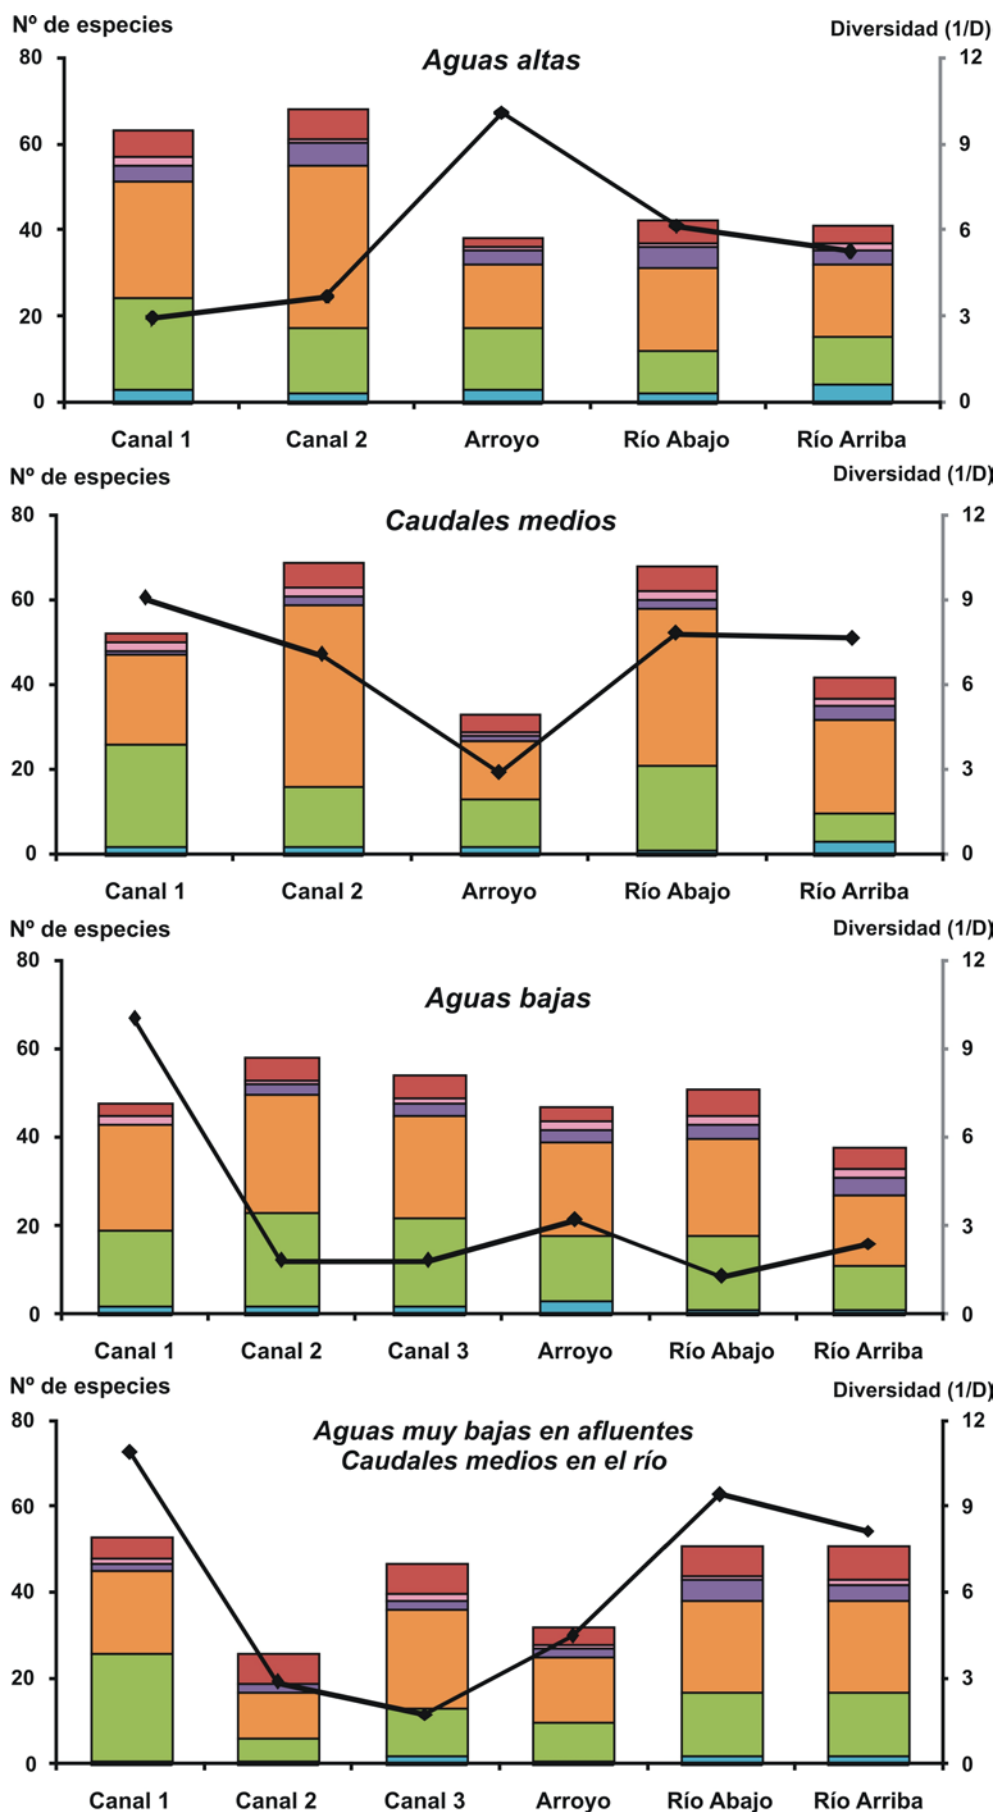 Nº de especies
Diversidad (1/D)
Aguas altas
80
60
40
20
0
12
9
6
3
0
Canal 1 Canal 2 Arroyo Río Abajo Río Arriba
Nº de especies
Diversidad (1/D)
Caudales medios
80
60
40
20
0
12
9
6
3
0
Canal 1 Canal 2 Arroyo Río Abajo Río Arriba
Nº de especies
Diversidad (1/D)
Aguas bajas
80
60
40
20
0
12
9
6
3
0
Canal 1 Canal 2 Canal 3 Arroyo Río Abajo Río Arriba
Nº de especies
Diversidad (1/D)
Aguas muy bajas en afluentes
Caudales medios en el río
80
60
40
20
0
12
9
6
3
0
Canal 1 Canal 2 Canal 3 Arroyo Río Abajo Río Arriba